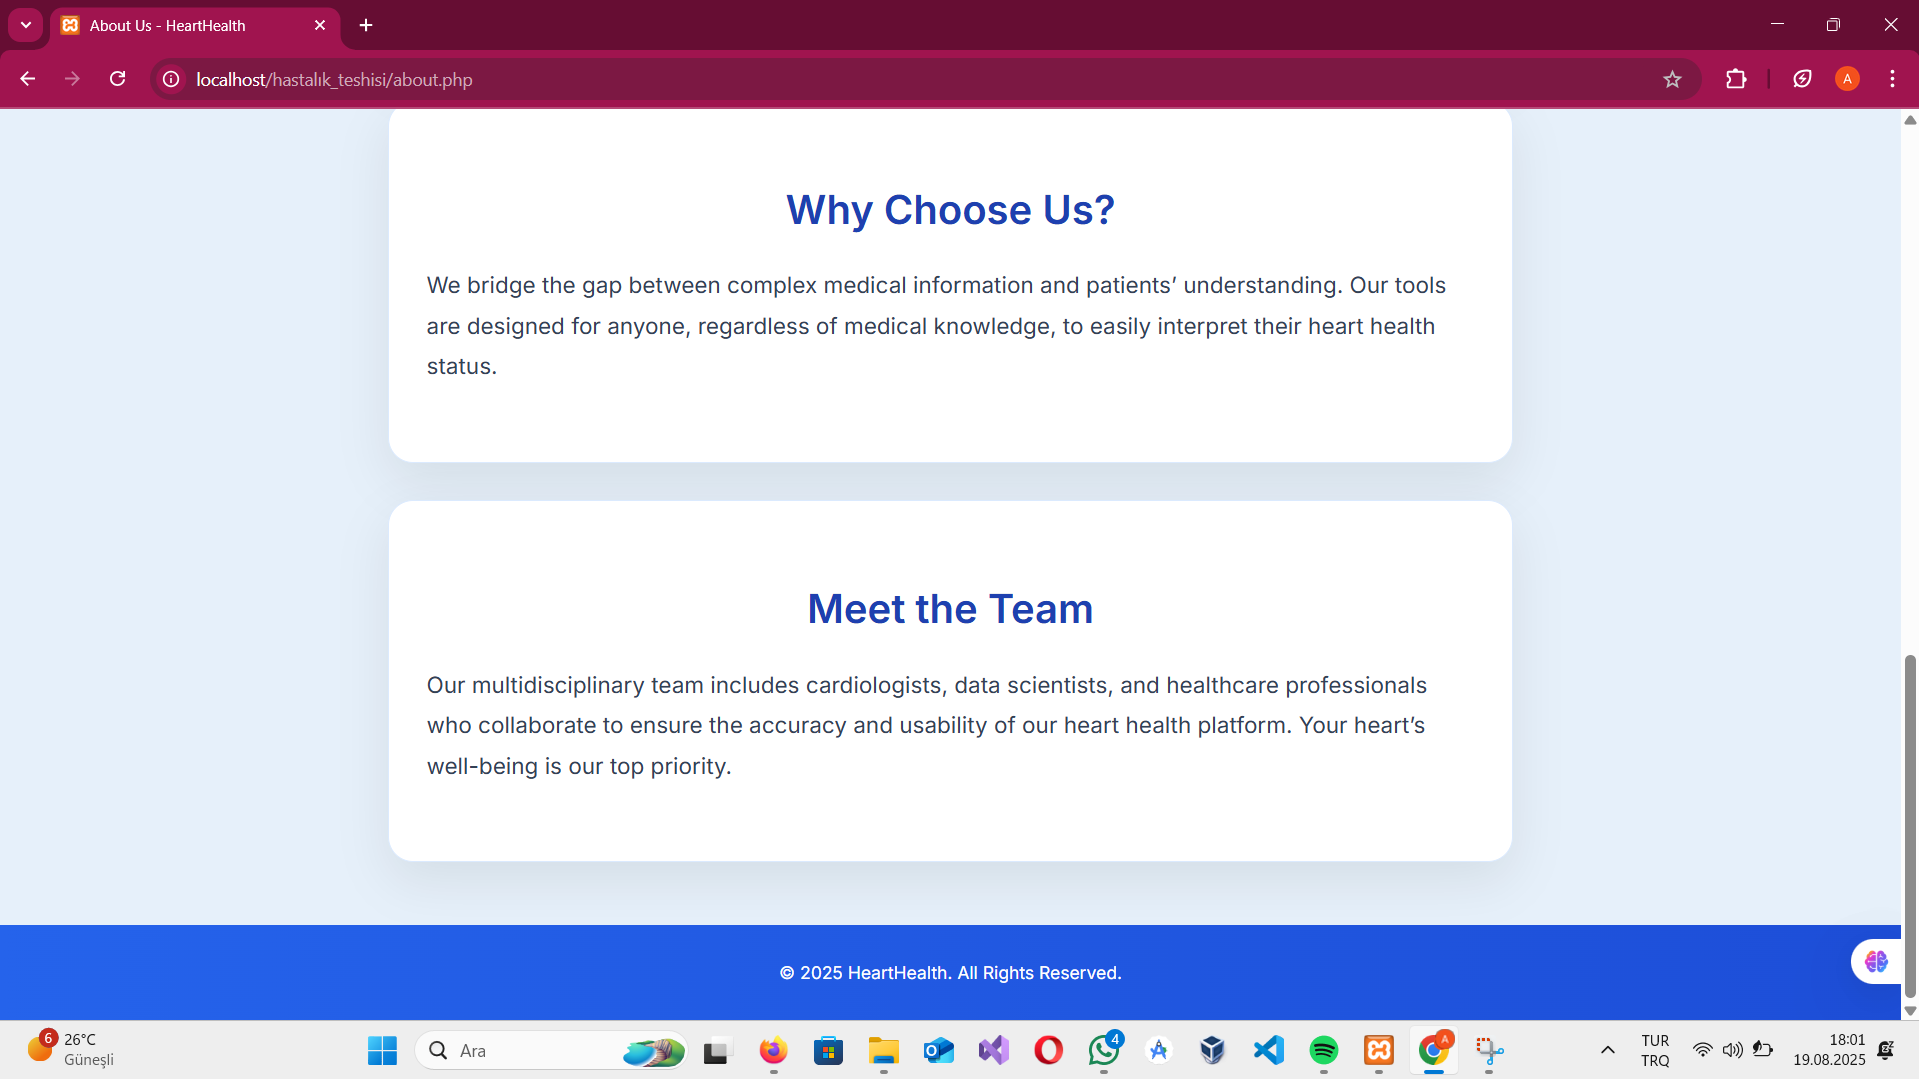 About Us - HeartHealth
localhost/hastalık_teshisi/about.php
A
Why Choose Us?
We bridge the gap between complex medical information and patients’ understanding. Our tools
are designed for anyone, regardless of medical knowledge, to easily interpret their heart health
status.
Meet the Team
Our multidisciplinary team includes cardiologists, data scientists, and healthcare professionals
who collaborate to ensure the accuracy and usability of our heart health platform. Your heart’s
well-being is our top priority.
© 2025 HeartHealth. All Rights Reserved.
6
26°C
Güneşli
Ara
4
A
TUR
TRQ
18:01
19.08.2025